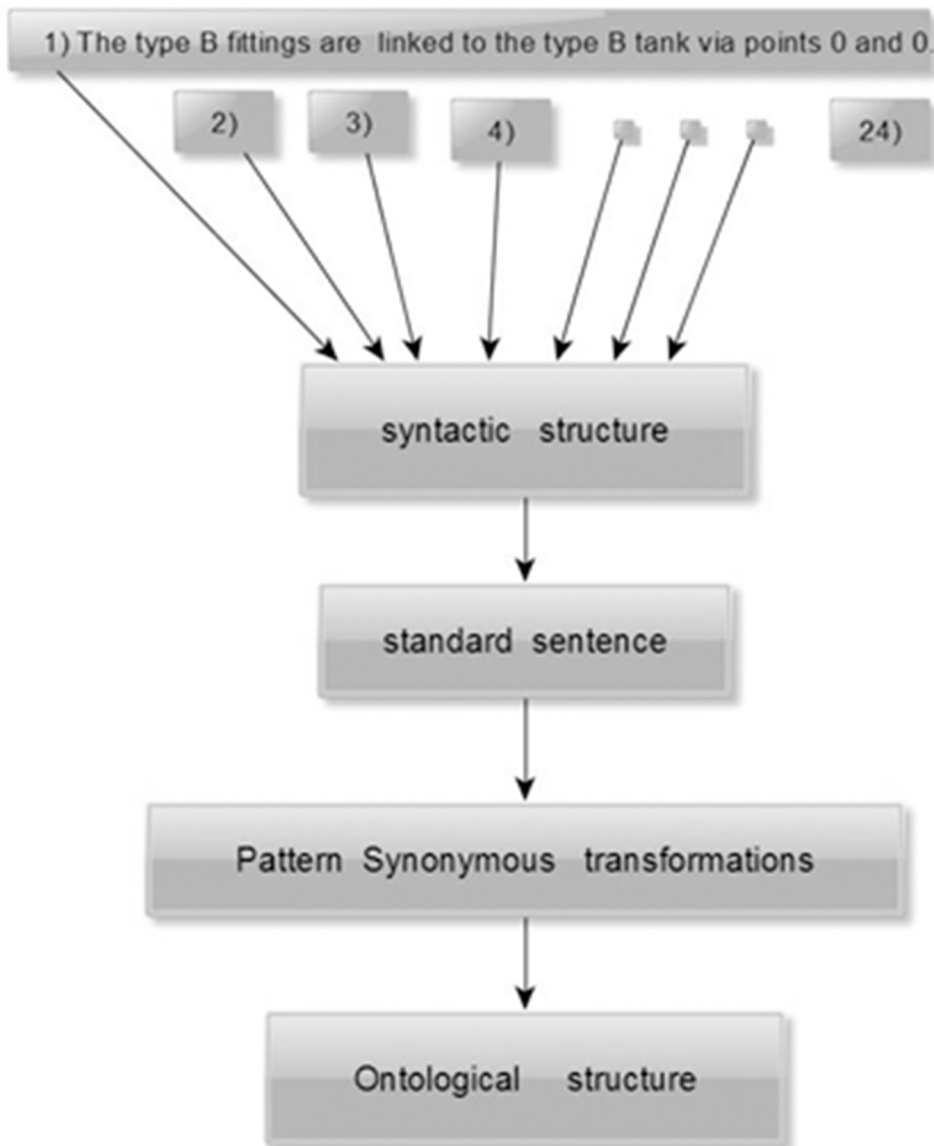 1) The type B fittings are linked to the type B tank via points 0 and 0.
2) 3) 4) 24)
syntactic structure
standard sentence
Pattern Synonymous transformations
Ontological structure